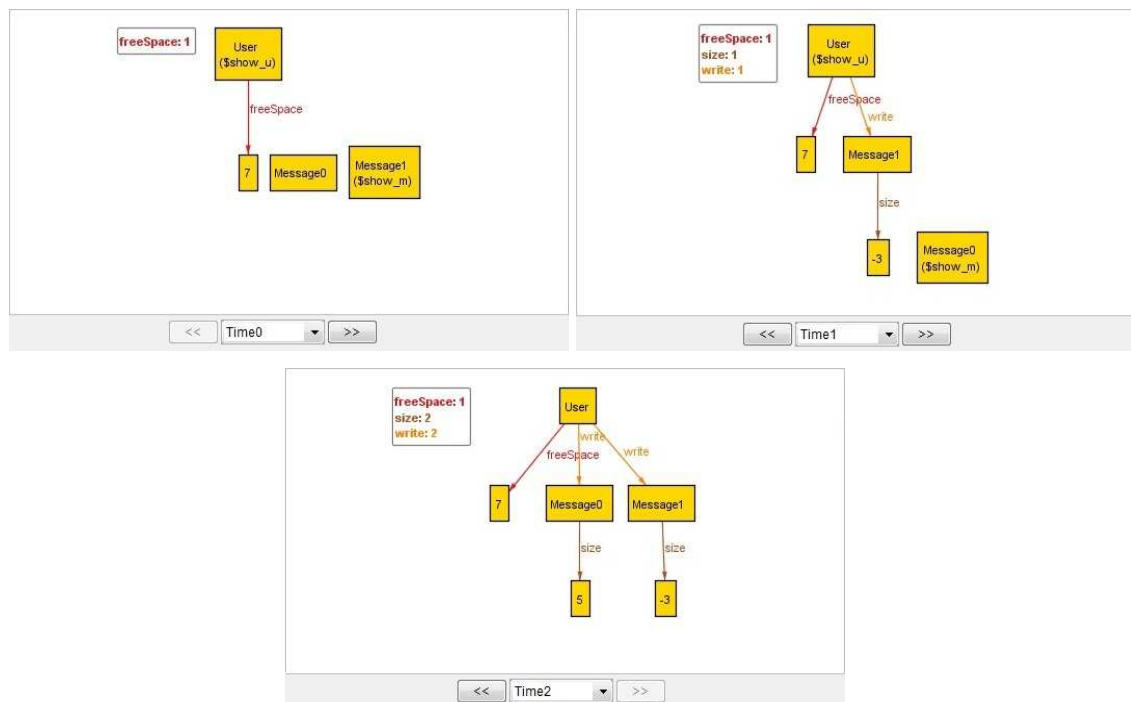 freeSpace: 1
User
($show_u)
freeSpace
7
Message0
Message1
($show_m)
<<
Time0
>>
freeSpace: 1
size: 1
write: 1
User
($show_u)
freeSpace
write
7
Message1
size
-3
Message0
($show_m)
<<
Time1
>>
freeSpace: 1
size: 2
write: 2
User
write
write
freeSpace
7
Message0
Message1
size
size
5
-3
<<
Time2
>>